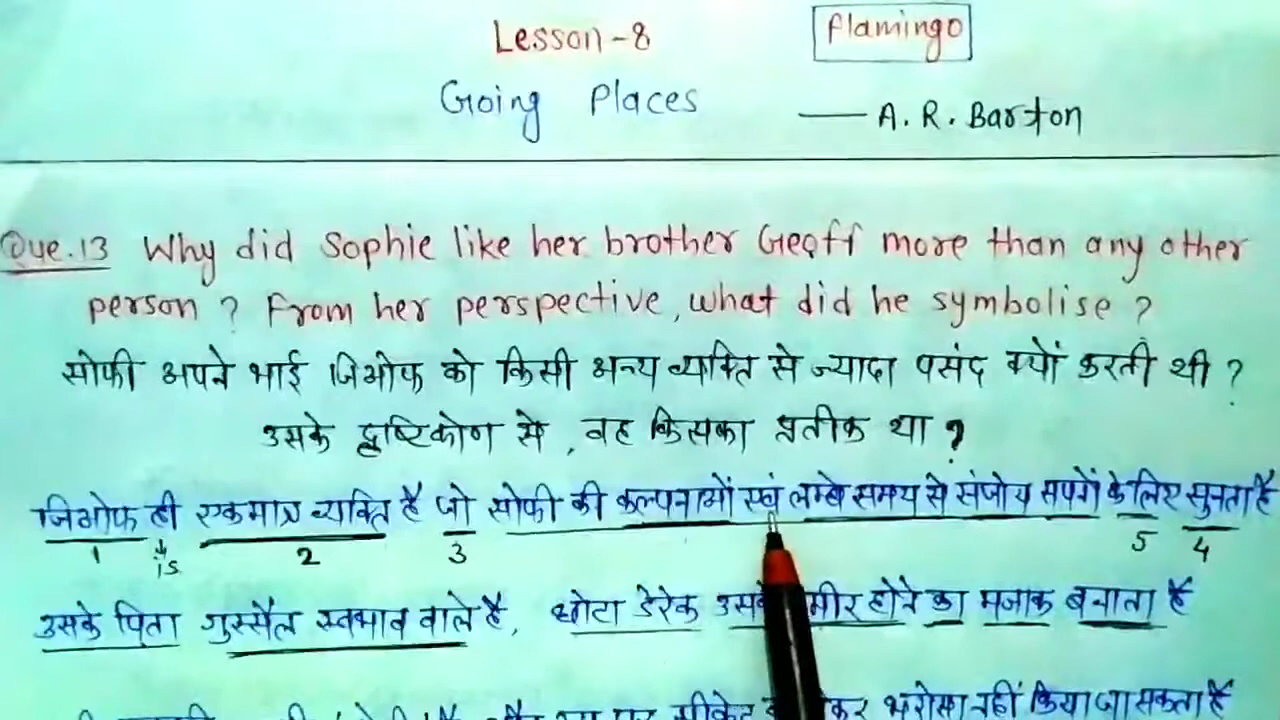 Lesson-8
Flamingo
Going Places
— A. R. Barton
Que.13 Why did Sophie like her brother Geoff more than any other
person ? From her perspective, what did he symbolise ?
सोफी अपने भाई जिओफ को किसी अन्य व्यक्ति से ज्यादा पसंद क्यों करती थी ?
उसके दृष्टिकोण से, वह किसका प्रतीक था ?
जिओफ ही एकमात्र व्यक्ति है जो सोफी की कल्पनाओं एवं लम्बे समय से संजोय सपनों के लिए सुनता है
1 is 2 3 5 4
उसके पिता गुस्सैल स्वभाव वाले है, छोटा डेरेक होने का मजाक बनाता है
भरोसा नहीं किया जा सकता है